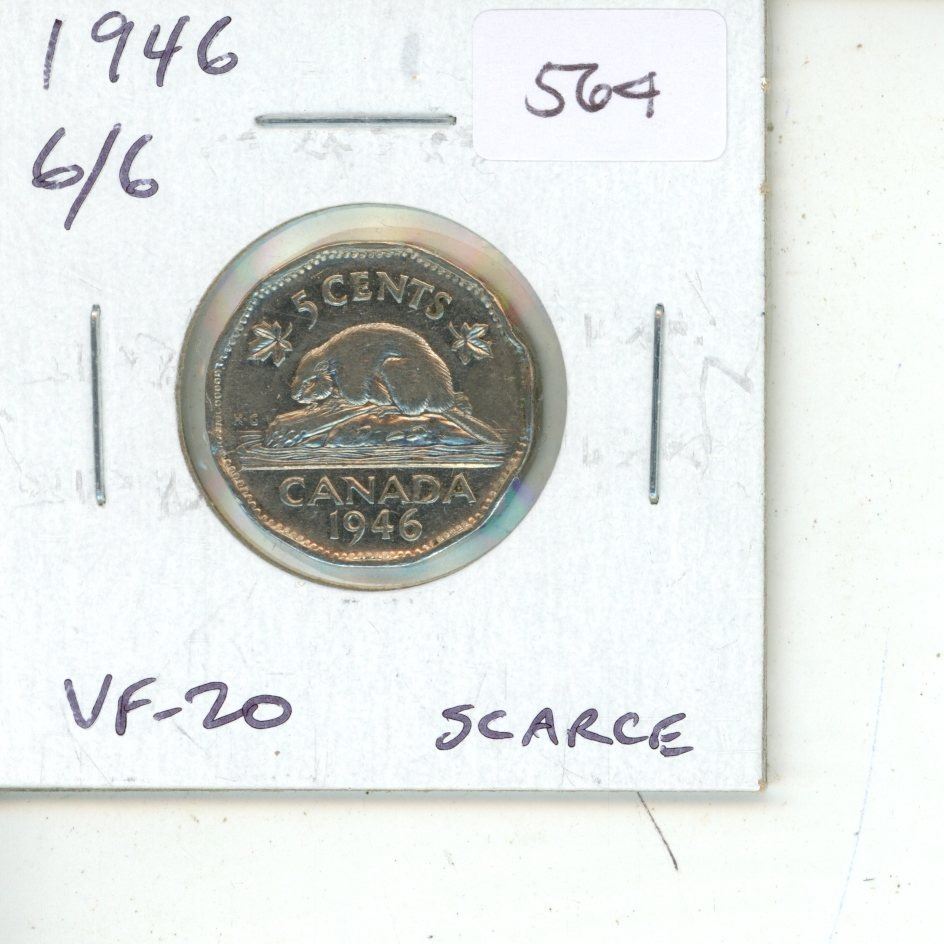 1946
564
6/6
5 CENTS
K G
CANADA
1946
VF-20
SCARCE